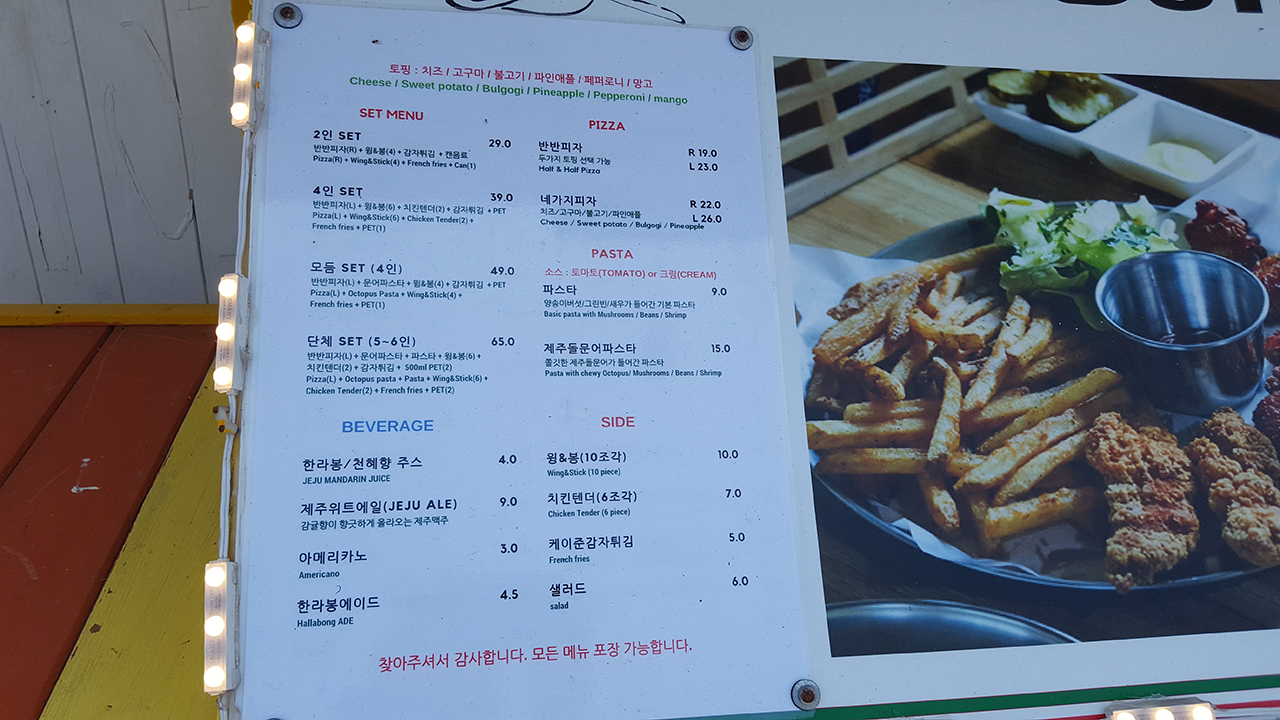 토핑 : 치즈 / 고구마 / 불고기 / 파인애플 / 페퍼로니 / 망고
Cheese / Sweet potato / Bulgogi / Pineapple / Pepperoni / mango
SET MENU
2인 SET 29.0
반반피자(R) + 윙&봉(4) + 감자튀김 + 캔음료
Pizza(R) + Wing&Stick(4) + French fries + Can(1)
4인 SET 39.0
반반피자(L) + 윙&봉(6) + 치킨텐더(2) + 감자튀김 + PET
Pizza(L) + Wing&Stick(6) + Chicken Tender(2) +
French fries + PET(1)
모듬 SET (4인) 49.0
반반피자(L) + 문어파스타 + 윙&봉(4) + 감자튀김 + PET
Pizza(L) + Octopus Pasta + Wing&Stick(4) +
French fries + PET(1)
단체 SET (5~6인) 65.0
반반피자(L) + 문어파스타 + 파스타 + 윙&봉(6) +
치킨텐더(2) + 감자튀김 + 500ml PET(2)
Pizza(L) + Octopus pasta + Pasta + Wing&Stick(6) +
Chicken Tender(2) + French fries + PET(2)
BEVERAGE
한라봉/천혜향 주스 4.0
JEJU MANDARIN JUICE
제주위트에일(JEJU ALE) 9.0
감귤향이 향긋하게 올라오는 제주맥주
아메리카노 3.0
Americano
한라봉에이드 4.5
Hallabong ADE
PIZZA
반반피자 R 19.0
두가지 토핑 선택 가능
Half & Half Pizza L 23.0
네가지피자 R 22.0
치즈/고구마/불고기/파인애플 L 26.0
Cheese / Sweet potato / Bulgogi / Pineapple
PASTA
소스 : 토마토(TOMATO) or 크림(CREAM)
파스타 9.0
양송이버섯/그린빈/새우가 들어간 기본 파스타
Basic pasta with Mushrooms / Beans / Shrimp
제주돌문어파스타 15.0
쫄깃한 제주돌문어가 들어간 파스타
Pasta with chewy Octopus/ Mushrooms / Beans / Shrimp
SIDE
윙&봉(10조각) 10.0
Wing&Stick (10 piece)
치킨텐더(6조각) 7.0
Chicken Tender (6 piece)
케이준감자튀김 5.0
French fries
샐러드 6.0
salad
찾아주셔서 감사합니다. 모든 메뉴 포장 가능합니다.